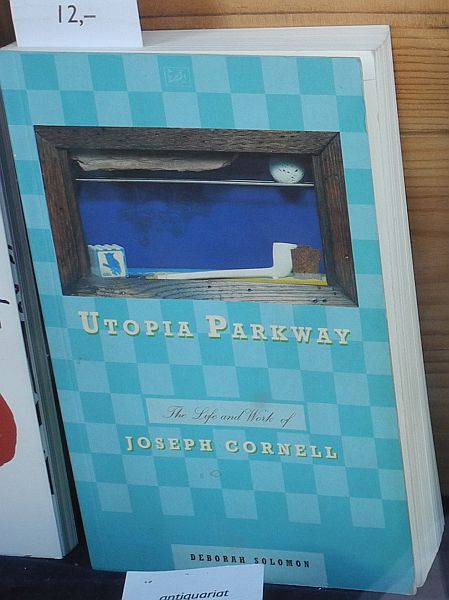 12,–
UTOPIA PARKWAY
The Life and Work of
JOSEPH CORNELL
DEBORAH SOLOMON
antiquariat